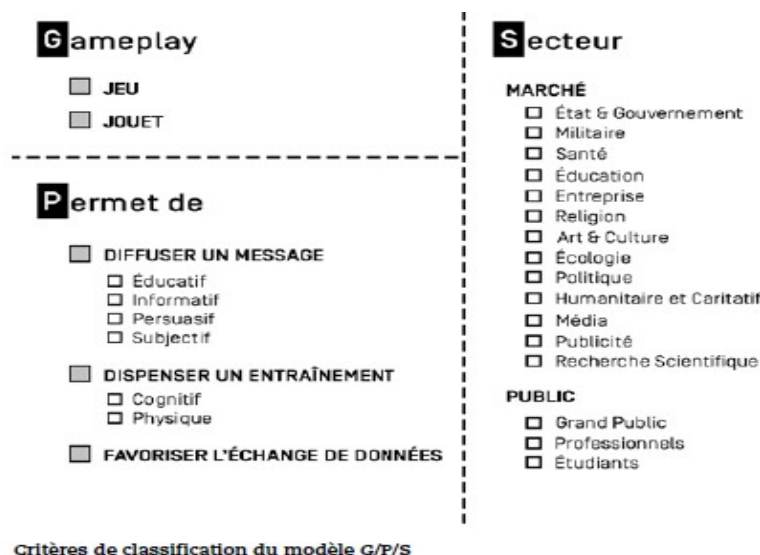 Gameplay
JEU
JOUET
Permet de
DIFFUSER UN MESSAGE
Éducatif
Informatif
Persuasif
Subjectif
DISPENSER UN ENTRAÎNEMENT
Cognitif
Physique
FAVORISER L'ÉCHANGE DE DONNÉES
Secteur
MARCHÉ
État & Gouvernement
Militaire
Santé
Éducation
Entreprise
Religion
Art & Culture
Écologie
Politique
Humanitaire et Caritatif
Média
Publicité
Recherche Scientifique
PUBLIC
Grand Public
Professionnels
Étudiants
Critères de classification du modèle G/P/S